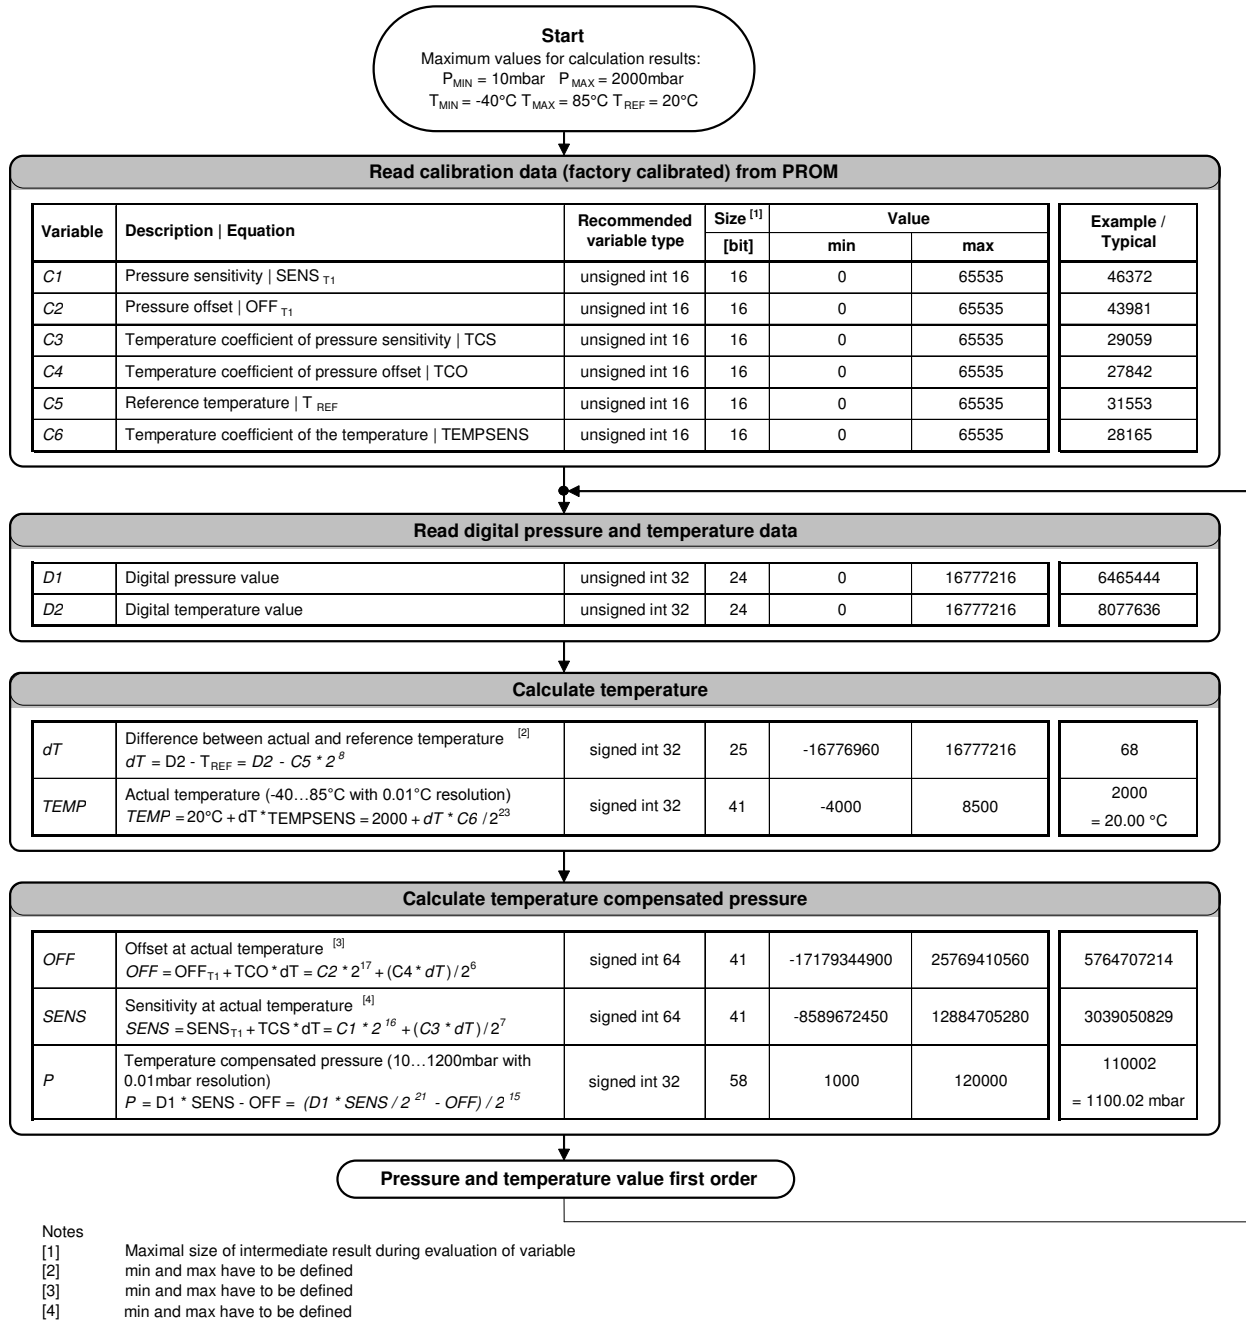 Start
Maximum values for calculation results:
P MIN = 10mbar P MAX = 2000mbar
T MIN = -40°C T MAX = 85°C T REF = 20°C
Read calibration data (factory calibrated) from PROM
Variable Description | Equation Recommended variable type Size [1] [bit] Value min max Example / Typical
C1 Pressure sensitivity | SENS T1 unsigned int 16 16 0 65535 46372
C2 Pressure offset | OFF T1 unsigned int 16 16 0 65535 43981
C3 Temperature coefficient of pressure sensitivity | TCS unsigned int 16 16 0 65535 29059
C4 Temperature coefficient of pressure offset | TCO unsigned int 16 16 0 65535 27842
C5 Reference temperature | T REF unsigned int 16 16 0 65535 31553
C6 Temperature coefficient of the temperature | TEMPSENS unsigned int 16 16 0 65535 28165
Read digital pressure and temperature data
D1 Digital pressure value unsigned int 32 24 0 16777216 6465444
D2 Digital temperature value unsigned int 32 24 0 16777216 8077636
Calculate temperature
dT Difference between actual and reference temperature [2]
dT = D2 - T REF = D2 - C5 * 2^8 signed int 32 25 -16776960 16777216 68
TEMP Actual temperature (-40…85°C with 0.01°C resolution)
TEMP = 20°C + dT * TEMPSENS = 2000 + dT * C6 / 2^23 signed int 32 41 -4000 8500 2000
= 20.00 °C
Calculate temperature compensated pressure
OFF Offset at actual temperature [3]
OFF = OFF T1 + TCO * dT = C2 * 2^17 + (C4 * dT) / 2^6 signed int 64 41 -17179344900 25769410560 5764707214
SENS Sensitivity at actual temperature [4]
SENS = SENS T1 + TCS * dT = C1 * 2^16 + (C3 * dT) / 2^7 signed int 64 41 -8589672450 12884705280 3039050829
P Temperature compensated pressure (10…1200mbar with
0.01mbar resolution)
P = D1 * SENS - OFF = (D1 * SENS / 2^21 - OFF) / 2^15 signed int 32 58 1000 120000 110002
= 1100.02 mbar
Pressure and temperature value first order
Notes
[1] Maximal size of intermediate result during evaluation of variable
[2] min and max have to be defined
[3] min and max have to be defined
[4] min and max have to be defined